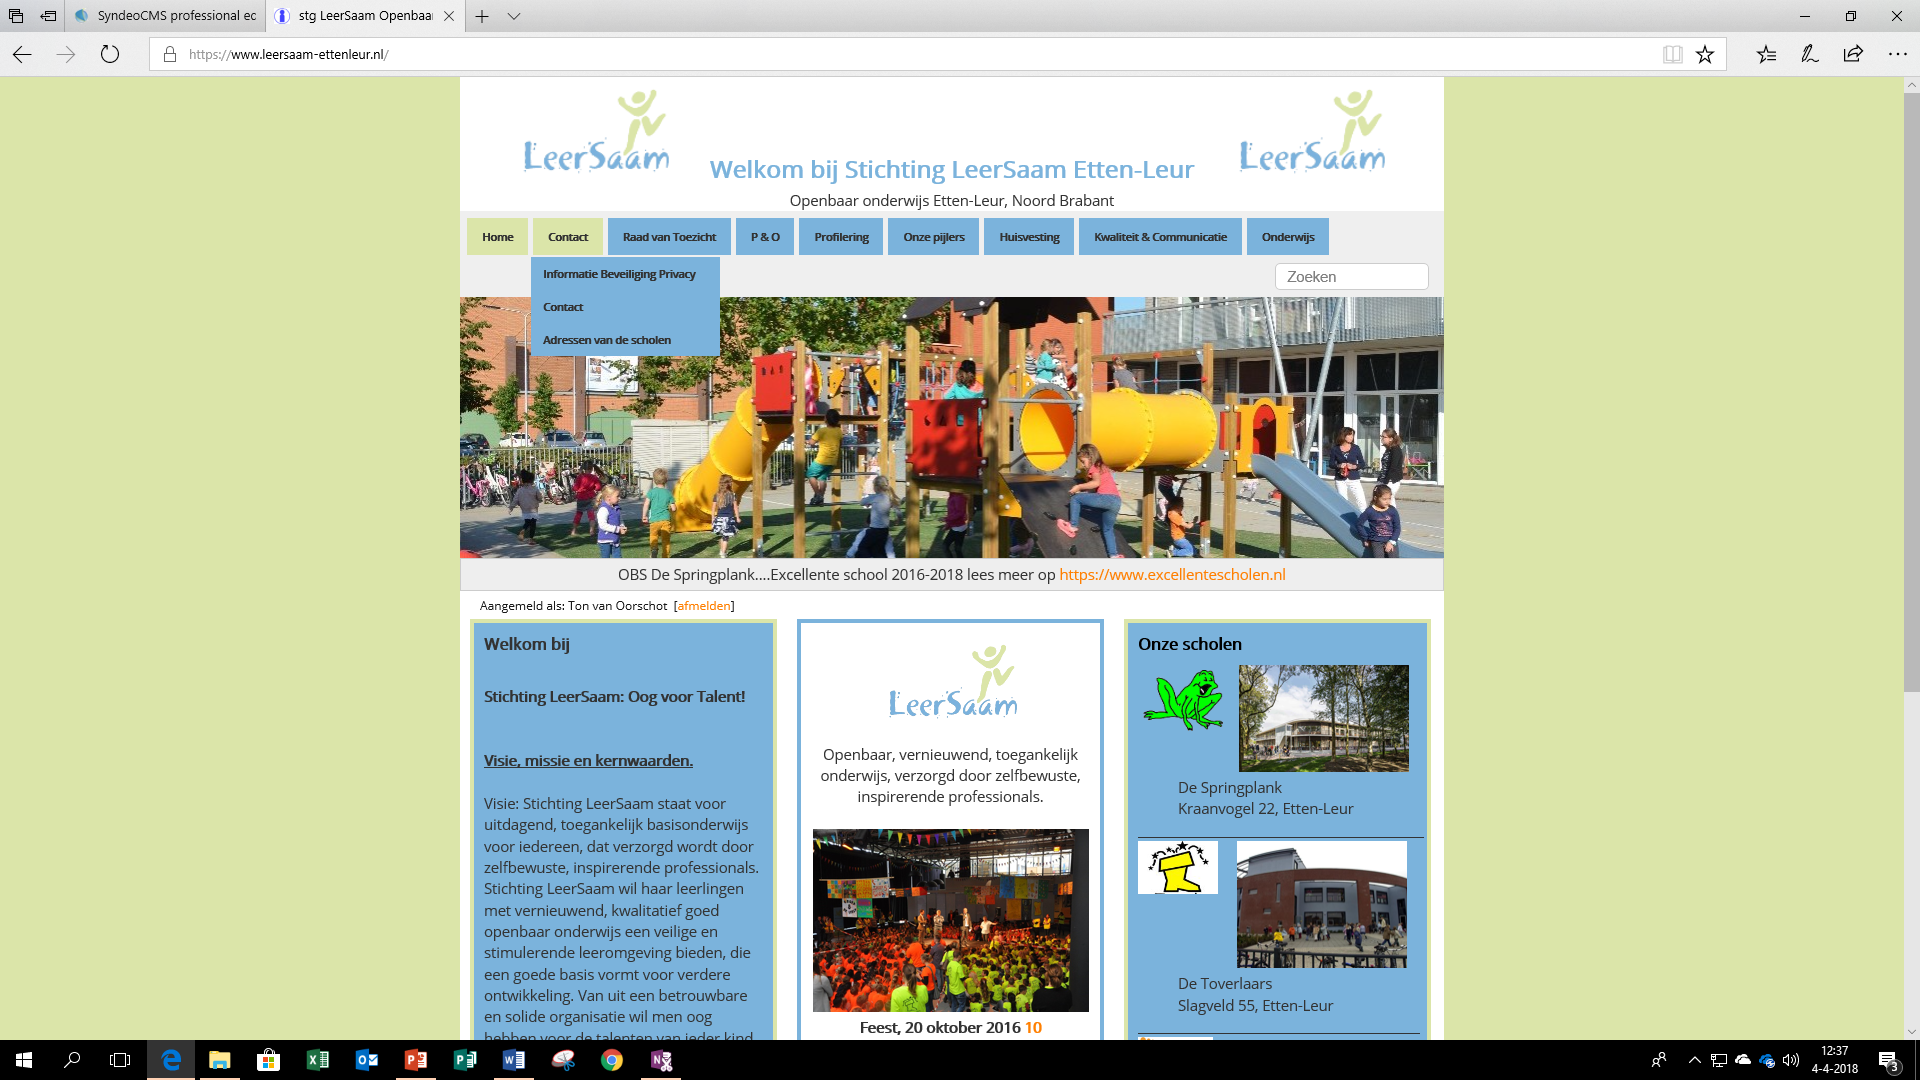 SyndeoCMS professional ec
stg LeerSaam Openbaar
https://www.leersaam-ettenleur.nl/
LeerSaam
Welkom bij Stichting LeerSaam Etten-Leur
LeerSaam
Openbaar onderwijs Etten-Leur, Noord Brabant
Home Contact Raad van Toezicht P & O Profilering Onze pijlers Huisvesting Kwaliteit & Communicatie Onderwijs
Informatie Beveiliging Privacy
Contact
Adressen van de scholen
Zoeken
OBS De Springplank....Excellente school 2016-2018 lees meer op https://www.excellentescholen.nl
Aangemeld als: Ton van Oorschot [afmelden]
Welkom bij
Stichting LeerSaam: Oog voor Talent!
Visie, missie en kernwaarden.
Visie: Stichting LeerSaam staat voor
uitdagend, toegankelijk basisonderwijs
voor iedereen, dat verzorgd wordt door
zelfbewuste, inspirerende professionals.
Stichting LeerSaam wil haar leerlingen
met vernieuwend, kwalitatief goed
openbaar onderwijs een veilige en
stimulerende leeromgeving bieden, die
een goede basis vormt voor verdere
ontwikkeling. Van uit een betrouwbare
en solide organisatie wil men oog
hebben voor de talenten van ieder kind
LeerSaam
Openbaar, vernieuwend, toegankelijk
onderwijs, verzorgd door zelfbewuste,
inspirerende professionals.
Feest, 20 oktober 2016 10
Onze scholen
De Springplank
Kraanvogel 22, Etten-Leur
De Toverlaars
Slagveld 55, Etten-Leur
12:37
4-4-2018
3